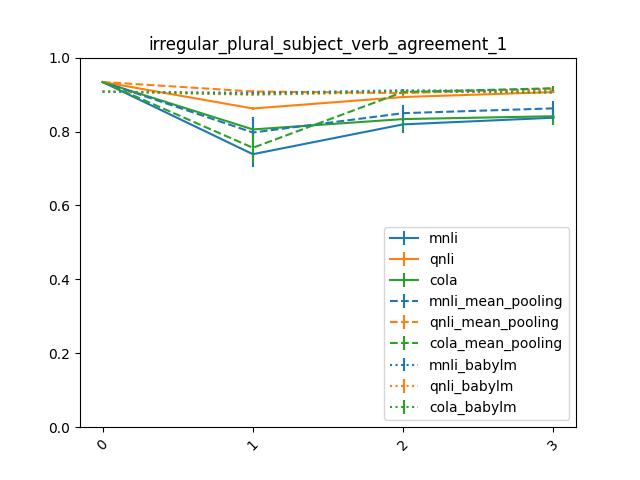 irregular_plural_subject_verb_agreement_1
1.0
0.8
0.6
0.4
0.2
0.0
mnli
qnli
cola
mnli_mean_pooling
qnli_mean_pooling
cola_mean_pooling
mnli_babylm
qnli_babylm
cola_babylm
0
1
2
3